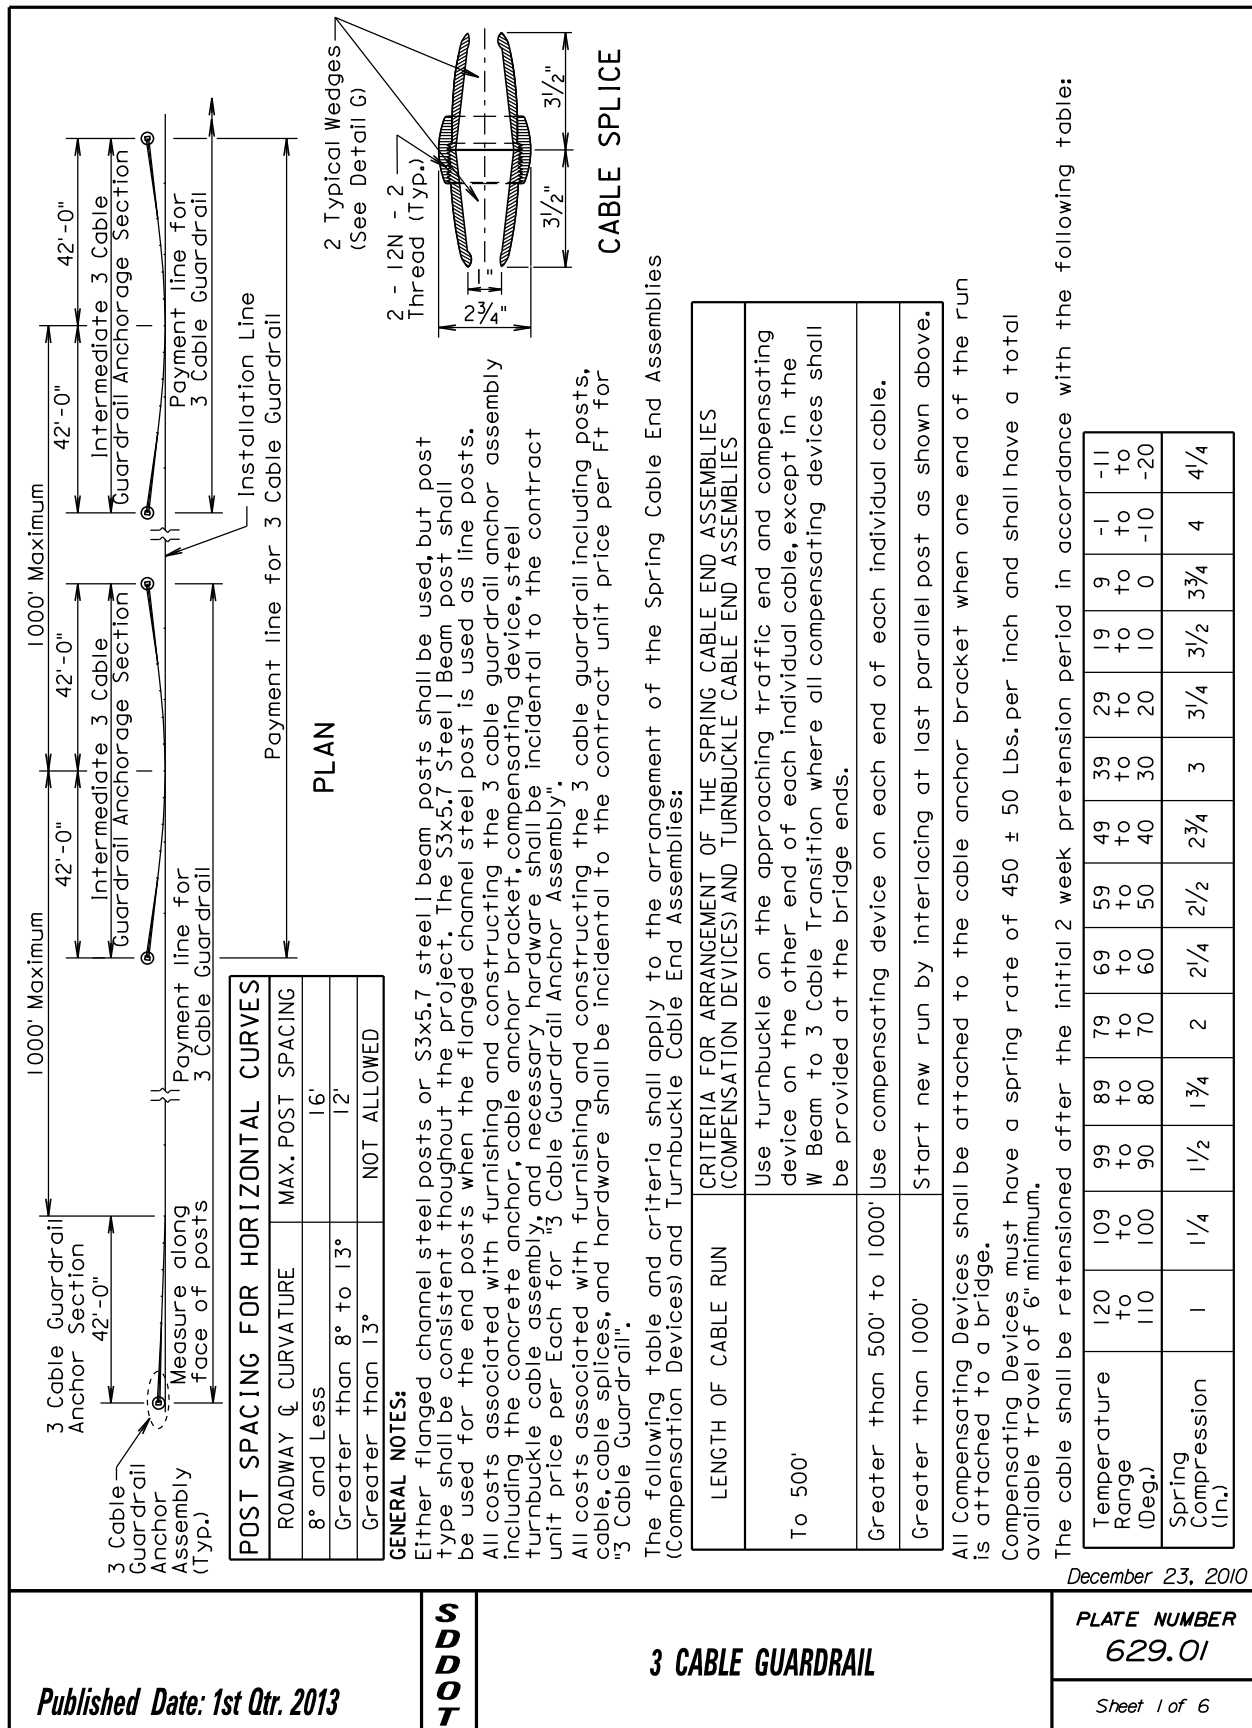 3 Cable
Guardrail
Anchor
Assembly
(Typ.)
3 Cable Guardrail
Anchor Section
42'-0"
Measure along
face of posts
1000' Maximum
Payment line for
3 Cable Guardrail
42'-0"
Intermediate 3 Cable
Guardrail Anchorage Section
42'-0"
1000' Maximum
42'-0"
Intermediate 3 Cable
Guardrail Anchorage Section
42'-0"
Payment line for
3 Cable Guardrail
Installation Line
Payment line for 3 Cable Guardrail
PLAN
2 Typical Wedges
(See Detail G)
2 - 12N - 2
Thread (Typ.)
1"
2¾"
3½"
3½"
CABLE SPLICE
POST SPACING FOR HORIZONTAL CURVES
ROADWAY ℄ CURVATURE MAX. POST SPACING
8° and Less 16'
Greater than 8° to 13° 12'
Greater than 13° NOT ALLOWED
GENERAL NOTES:
Either flanged channel steel posts or S3x5.7 steel I beam posts shall be used, but post
type shall be consistent thoughout the project. The S3x5.7 Steel I Beam post shall
be used for the end posts when the flanged channel steel post is used as line posts.
All costs associated with furnishing and constructing the 3 cable guardrail anchor assembly
including the concrete anchor, cable anchor bracket, compensating device, steel
turnbuckle cable assembly, and necessary hardware shall be incidental to the contract
unit price per Each for "3 Cable Guardrail Anchor Assembly".
All costs associated with furnishing and constructing the 3 cable guardrail including posts,
cable, cable splices, and hardware shall be incidental to the contract unit price per Ft for
"3 Cable Guardrail".
The following table and criteria shall apply to the arrangement of the Spring Cable End Assemblies
(Compensation Devices) and Turnbuckle Cable End Assemblies:
LENGTH OF CABLE RUN
CRITERIA FOR ARRANGEMENT OF THE SPRING CABLE END ASSEMBLIES
(COMPENSATION DEVICES) AND TURNBUCKLE CABLE END ASSEMBLIES
To 500'
Use turnbuckle on the approaching traffic end and compensating
device on the other end of each individual cable, except in the
W Beam to 3 Cable Transition where all compensating devices shall
be provided at the bridge ends.
Greater than 500' to 1000' Use compensating device on each end of each individual cable.
Greater than 1000' Start new run by interlacing at last parallel post as shown above.
All Compensating Devices shall be attached to the cable anchor bracket when one end of the run
is attached to a bridge.
Compensating Devices must have a spring rate of 450 ± 50 Lbs. per inch and shall have a total
available travel of 6" minimum.
The cable shall be retensioned after the initial 2 week pretension period in accordance with the following table:
Temperature 120 109 99 89 79 69 59 49 39 29 19 9 -1 -11
Range to to to to to to to to to to to to to to
(Deg.) 110 100 90 80 70 60 50 40 30 20 10 0 -10 -20
Spring
Compression 1 1¼ 1½ 1¾ 2 2¼ 2½ 2¾ 3 3¼ 3½ 3¾ 4 4¼
(In.)
December 23, 2010
Published Date: 1st Qtr. 2013
SDDOT
3 CABLE GUARDRAIL
PLATE NUMBER
629.01
Sheet 1 of 6